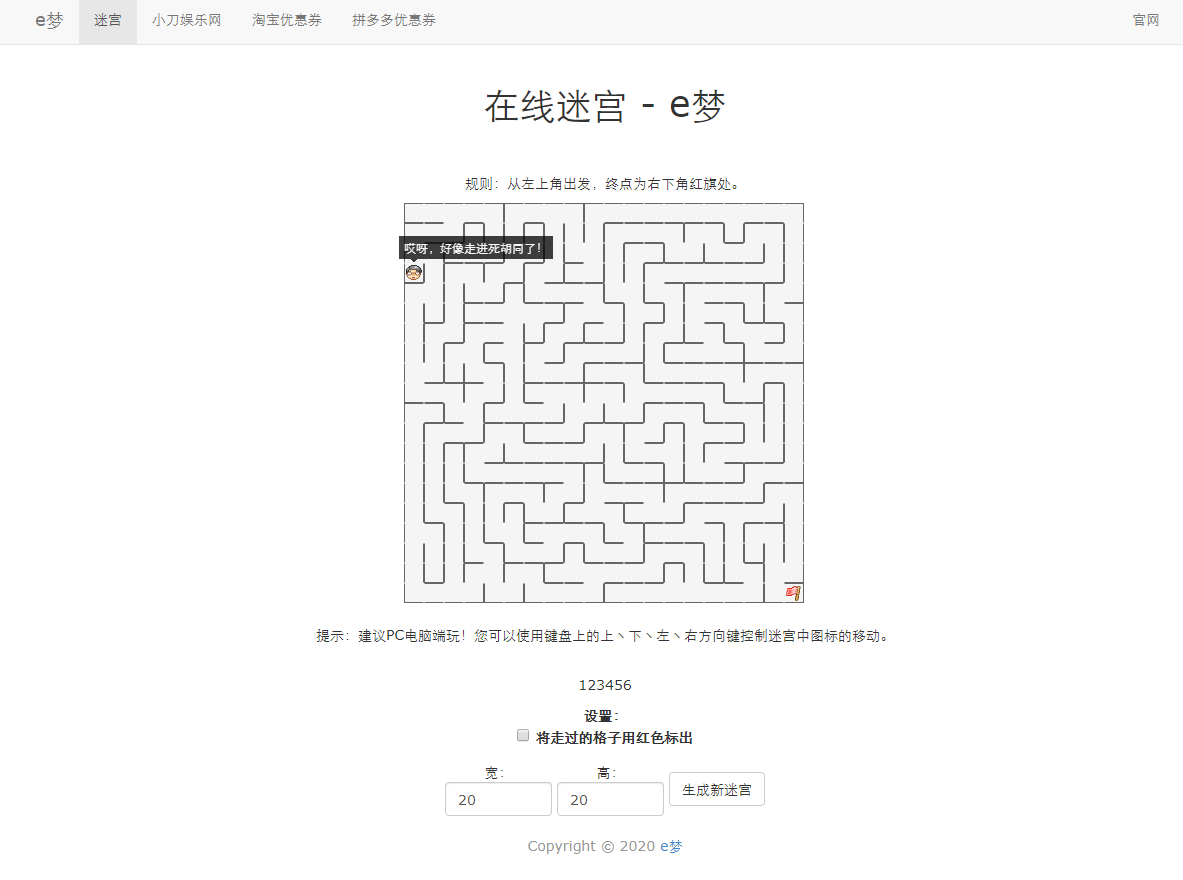 e梦 迷宫 小刀娱乐网 淘宝优惠券 拼多多优惠券 官网
在线迷宫 - e梦
规则：从左上角出发，终点为右下角红旗处。
哎呀，好像走进死胡同了！
提示：建议PC电脑端玩！您可以使用键盘上的上丶下丶左丶右方向键控制迷宫中图标的移动。
123456
设置：
将走过的格子用红色标出
宽： 高：
20 20 生成新迷宫
Copyright © 2020 e梦